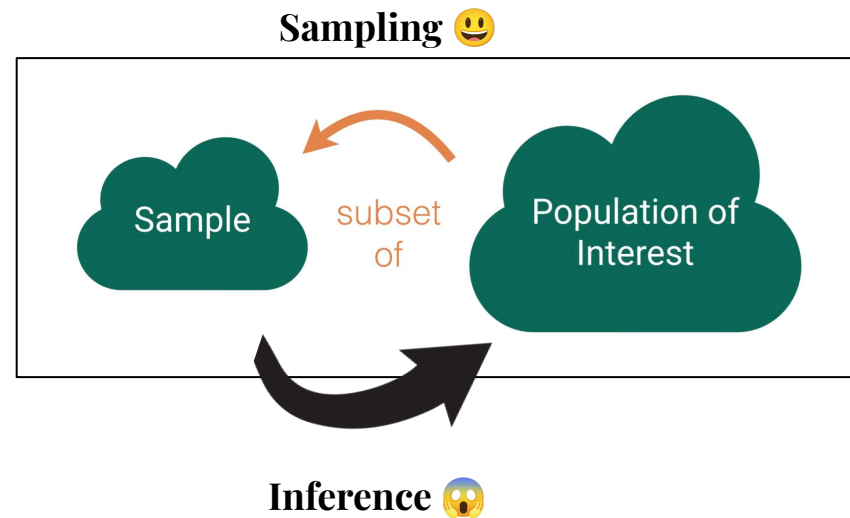 Sampling 😃
Sample
subset
of
Population of
Interest
Inference 😱